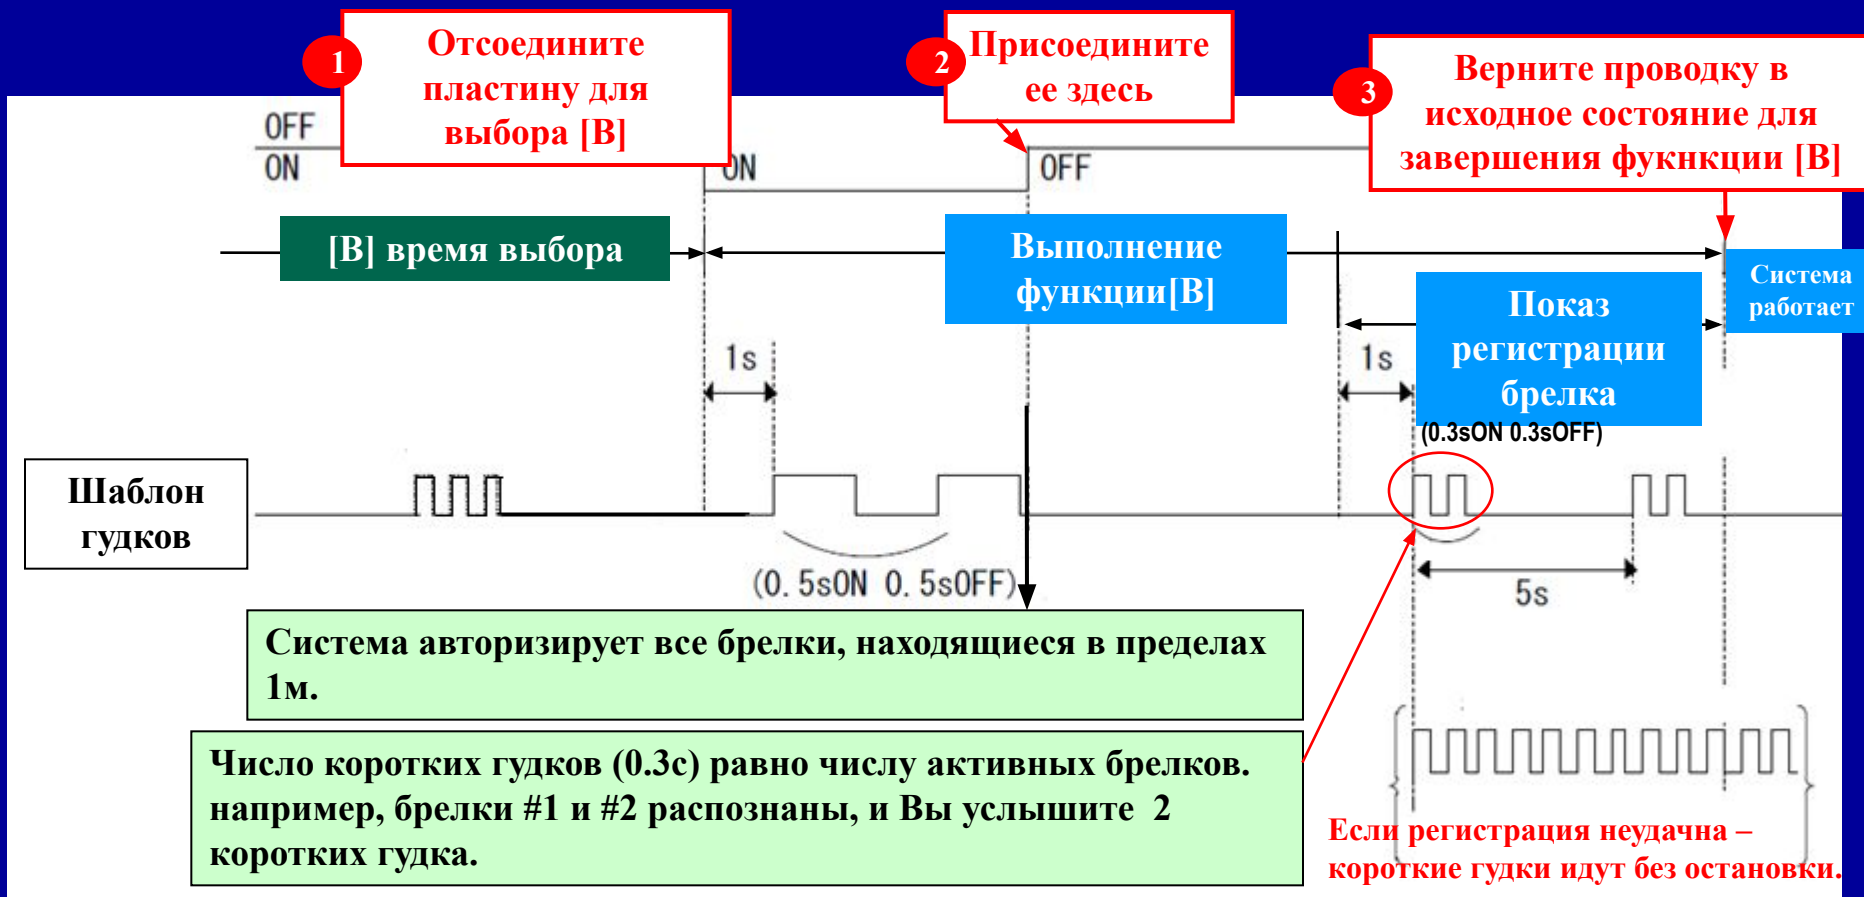 1
Отсоедините
пластину для
выбора [B]
2
Присоедините
ее здесь
3
Верните проводку в
исходное состояние для
завершения фукнкции [B]
OFF
ON
ON
OFF
[B] время выбора
Выполнение
функции[B]
Система
работает
Показ
регистрации
брелка
1s
1s
(0.3sON 0.3sOFF)
Шаблон
гудков
(0.5sON 0.5sOFF)
5s
Система авторизирует все брелки, находящиеся в пределах
1м.
Число коротких гудков (0.3с) равно числу активных брелков.
например, брелки #1 и #2 распознаны, и Вы услышите 2
коротких гудка.
Если регистрация неудачна –
короткие гудки идут без остановки.